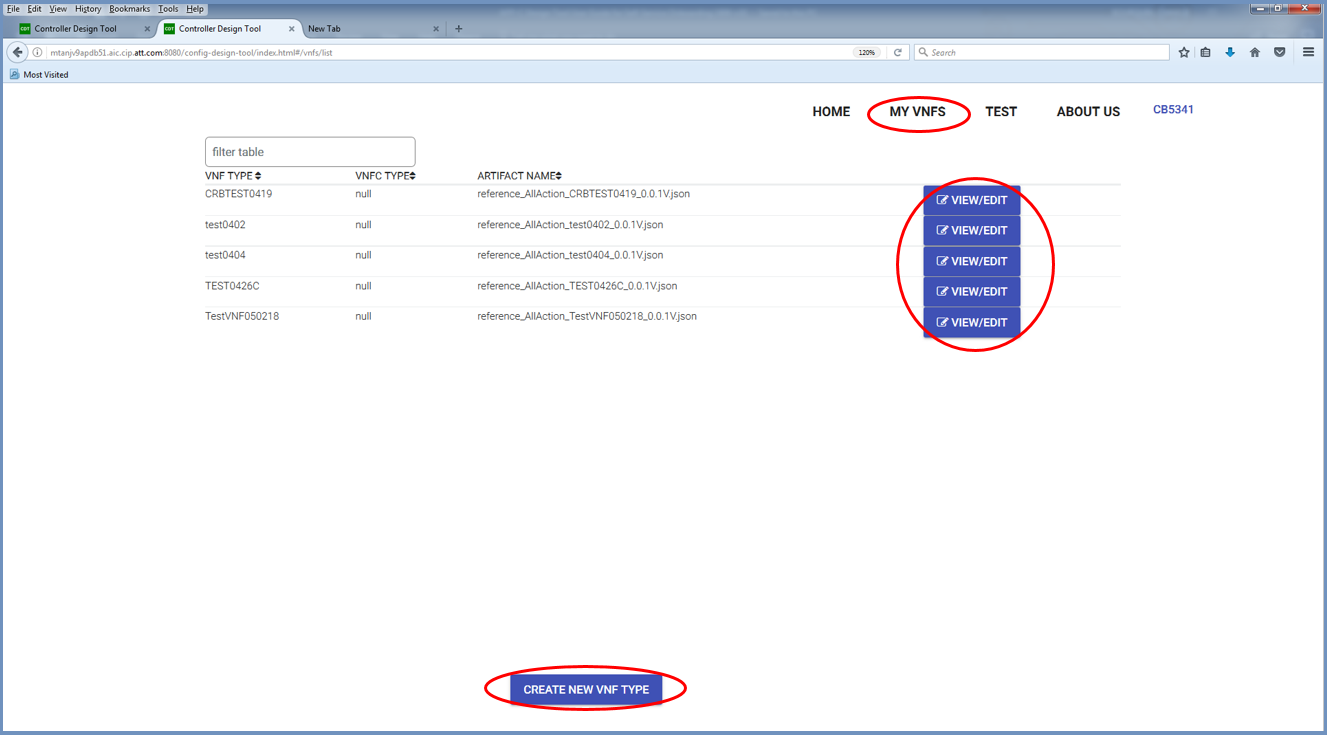 File Edit View History Bookmarks Tools Help
CDT Controller Design Tool × CDT Controller Design Tool × New Tab × +
mtanjv9apdb51.aic.cip.att.com:8080/config-design-tool/index.html#/vnfs/list 120% Search
Most Visited
HOME MY VNFS TEST ABOUT US CB5341
filter table
VNF TYPE VNFC TYPE ARTIFACT NAME
CRBTEST0419 null reference_AllAction_CRBTEST0419_0.0.1V.json VIEW/EDIT
test0402 null reference_AllAction_test0402_0.0.1V.json VIEW/EDIT
test0404 null reference_AllAction_test0404_0.0.1V.json VIEW/EDIT
TEST0426C null reference_AllAction_TEST0426C_0.0.1V.json VIEW/EDIT
TestVNF050218 null reference_AllAction_TestVNF050218_0.0.1V.json VIEW/EDIT
CREATE NEW VNF TYPE